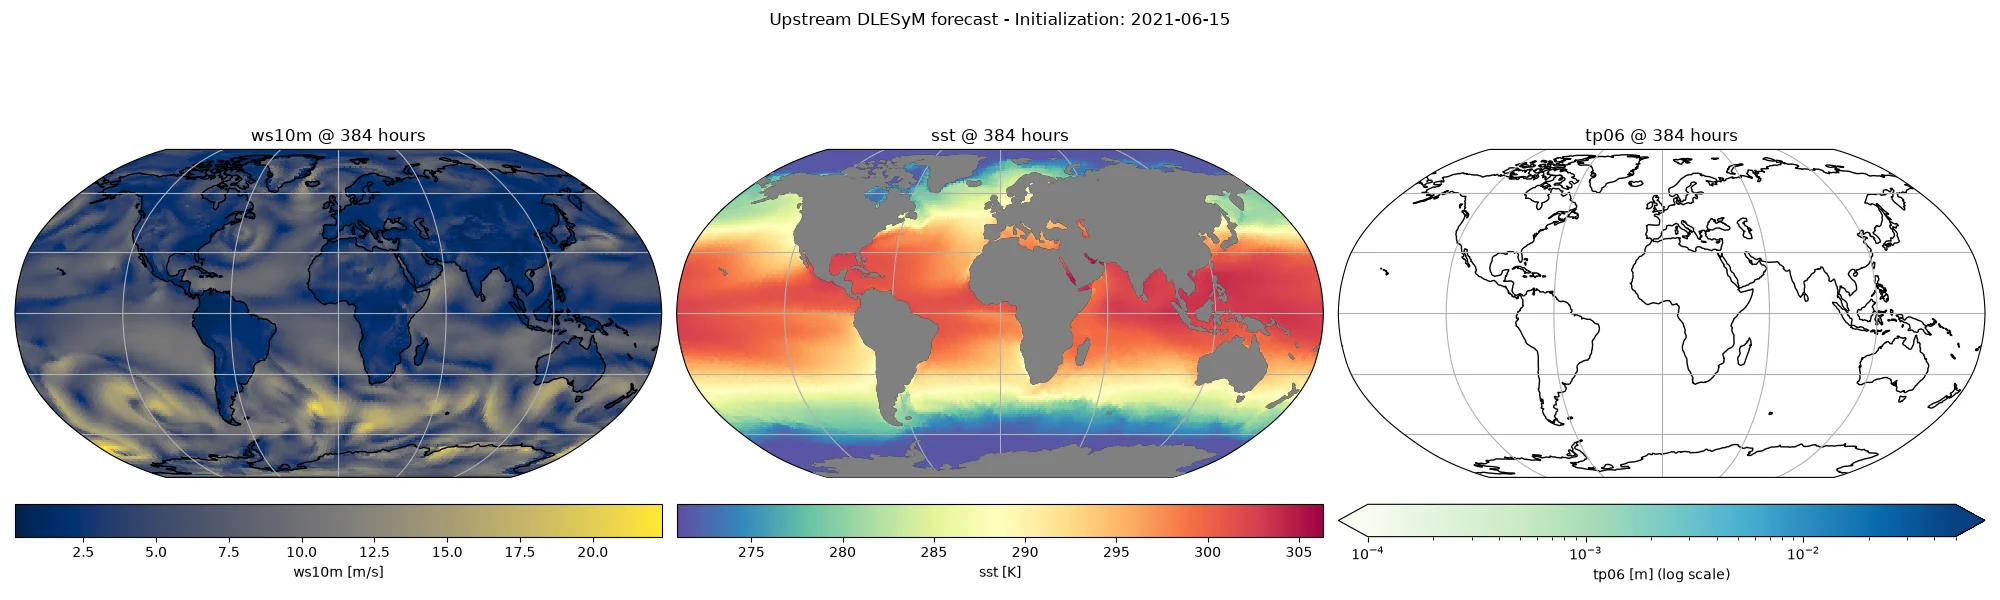 Upstream DLESyM forecast - Initialization: 2021-06-15
ws10m @ 384 hours
sst @ 384 hours
tp06 @ 384 hours
2.5 5.0 7.5 10.0 12.5 15.0 17.5 20.0
ws10m [m/s]
275 280 285 290 295 300 305
sst [K]
10⁻⁴ 10⁻³ 10⁻²
tp06 [m] (log scale)